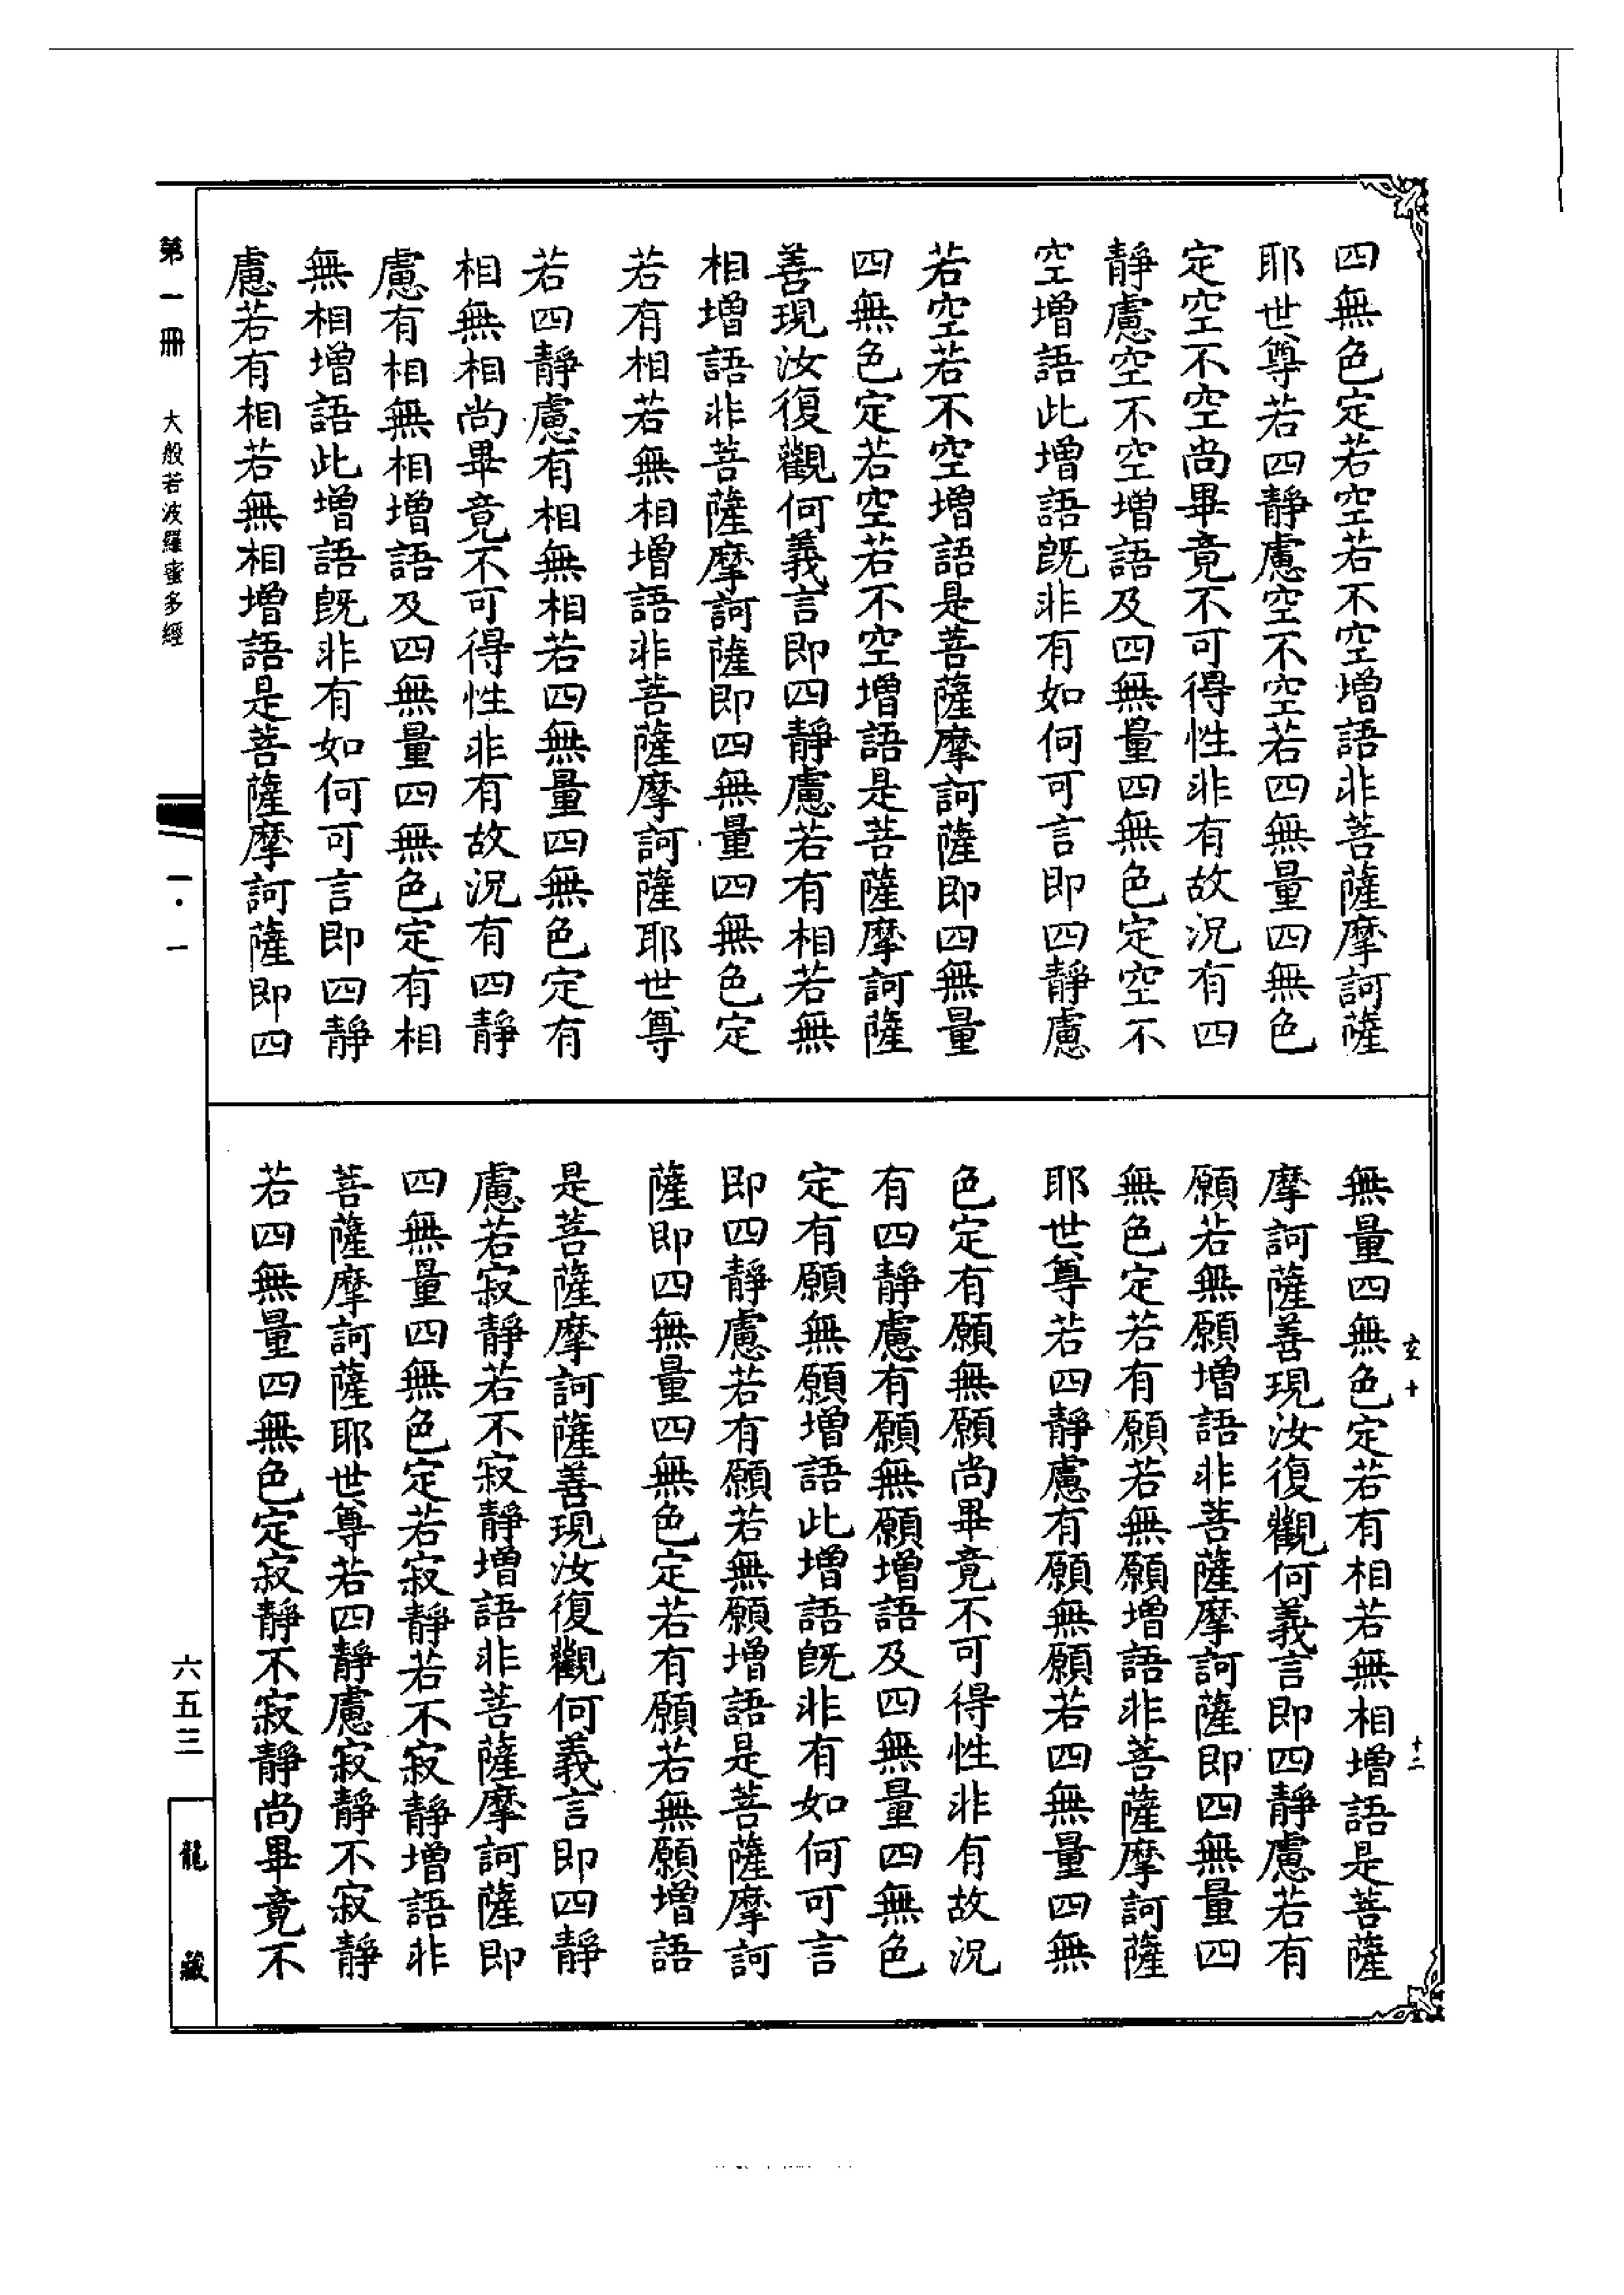 四無色定若空若不空增語非菩薩摩訶薩
耶世尊若四靜慮空不空若四無量四無色
定空不空尚畢竟不可得性非有故況有四
靜慮空不空增語及四無量四無色定空不
空增語此增語既非有如何可言即四靜慮
若空若不空增語是菩薩摩訶薩即四無量
四無色定若空若不空增語是菩薩摩訶薩
善現汝復觀何義言即四靜慮若有相若無
相增語非菩薩摩訶薩即四無量四無色定
若有相若無相增語非菩薩摩訶薩耶世尊
若四靜慮有相無相若四無量四無色定有
相無相尚畢竟不可得性非有故況有四靜
慮有相無相增語及四無量四無色定有相
無相增語此增語既非有如何可言即四靜
慮若有相若無相增語是菩薩摩訶薩即四
無量四無色定若有相若無相增語是菩薩
摩訶薩善現汝復觀何義言即四靜慮若有
願若無願增語非菩薩摩訶薩即四無量四
無色定若有願若無願增語非菩薩摩訶薩
耶世尊若四靜慮有願無願若四無量四無
色定有願無願尚畢竟不可得性非有故況
有四靜慮有願無願增語及四無量四無色
定有願無願增語此增語既非有如何可言
即四靜慮若有願若無願增語是菩薩摩訶
薩即四無量四無色定若有願若無願增語
是菩薩摩訶薩善現汝復觀何義言即四靜
慮若寂靜若不寂靜增語非菩薩摩訶薩即
四無量四無色定若寂靜若不寂靜增語非
菩薩摩訶薩耶世尊若四靜慮寂靜不寂靜
若四無量四無色定寂靜不寂靜尚畢竟不
玄十
十二
第一冊 大般若波羅蜜多經
一·一
六五三
龍藏